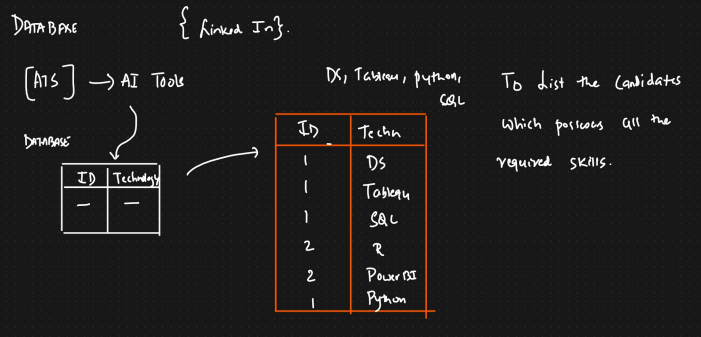 DATABASE
{ Linked In}.
[ATS] → AI Tools
DATABASE
ID Technology
— —
DS, Tableau, python,
SQL
ID Techn
1 DS
1 Tableau
1 SQL
2 R
2 Power BI
1 Python
To List the Candidates
which possess all the
required skills.